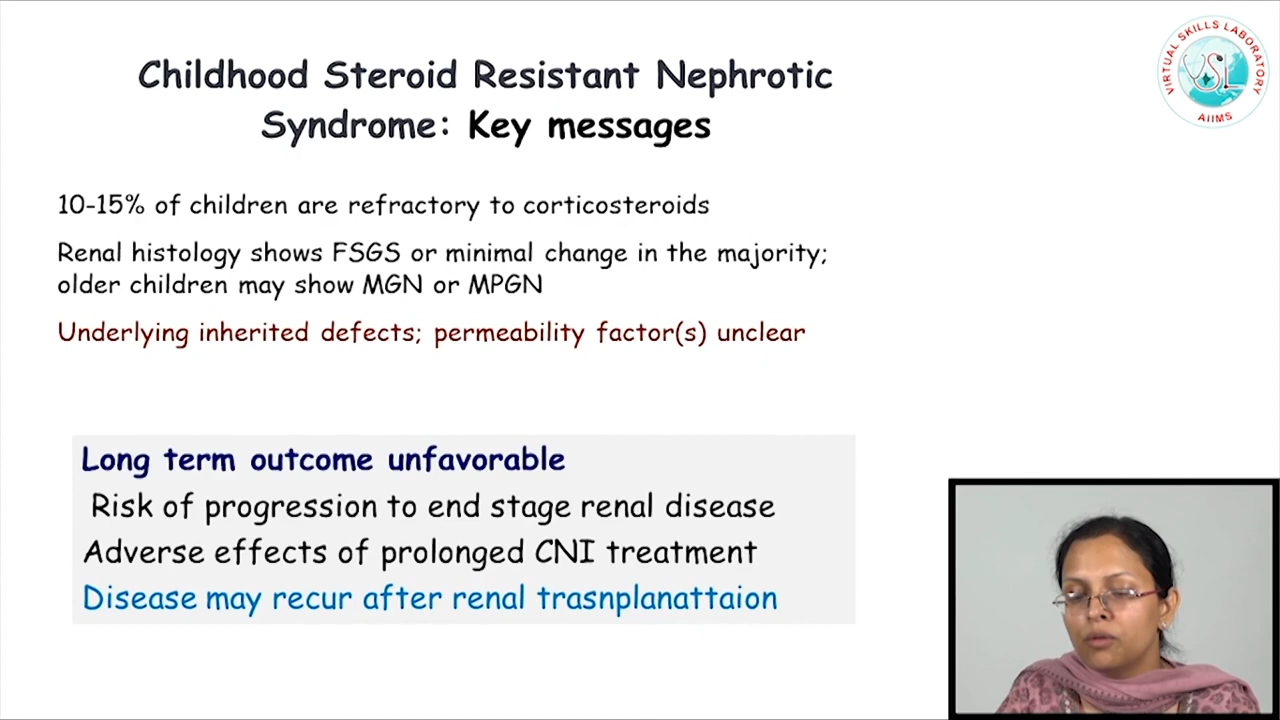 Childhood Steroid Resistant Nephrotic
Syndrome: Key messages
10-15% of children are refractory to corticosteroids
Renal histology shows FSGS or minimal change in the majority;
older children may show MGN or MPGN
Underlying inherited defects; permeability factor(s) unclear
Long term outcome unfavorable
Risk of progression to end stage renal disease
Adverse effects of prolonged CNI treatment
Disease may recur after renal trasnplanattaion
VIRTUAL SKILLS LABORATORY
VSL
AIIMS